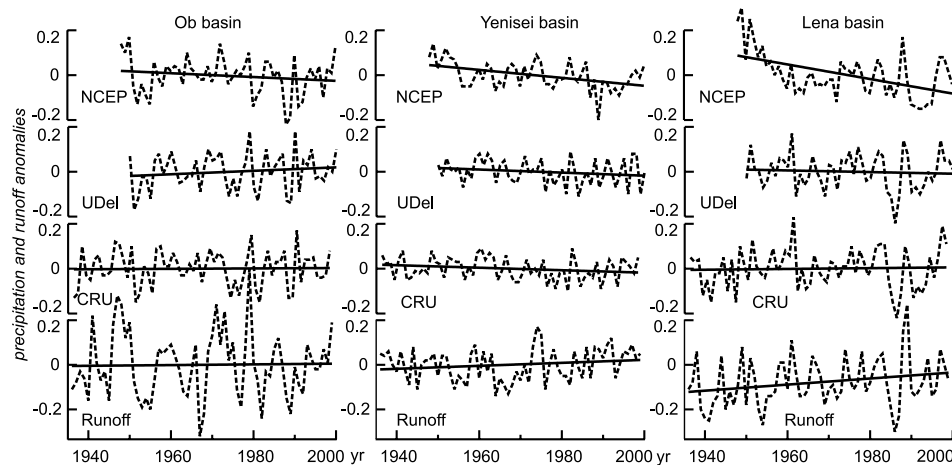 Ob basin Yenisei basin Lena basin
precipitation and runoff anomalies
0.2 0.2 0.2
0 0 0
NCEP NCEP NCEP
-0.2 -0.2 -0.2
0.2 0.2 0.2
0 0 0
UDel UDel UDel
-0.2 -0.2 -0.2
0.2 0.2 0.2
0 0 0
CRU CRU CRU
-0.2 -0.2 -0.2
0.2 0.2 0.2
0 0 0
-0.2 -0.2 -0.2
Runoff Runoff Runoff
1940 1960 1980 2000 yr 1940 1960 1980 2000 yr 1940 1960 1980 2000